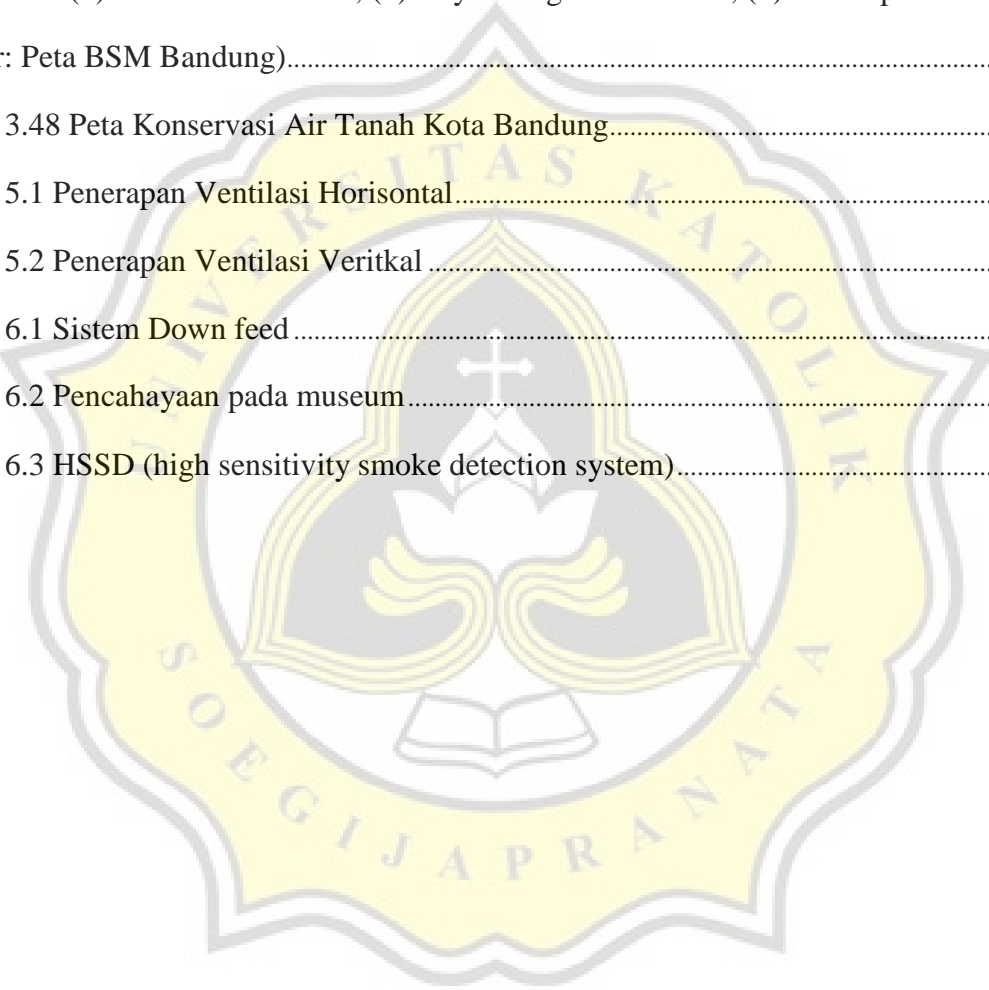 r: Peta BSM Bandung)
3.48 Peta Konservasi Air Tanah Kota Bandung
5.1 Penerapan Ventilasi Horisontal
5.2 Penerapan Ventilasi Veritkal
6.1 Sistem Down feed
6.2 Pencahayaan pada museum
6.3 HSSD (high sensitivity smoke detection system)
UNIVERSITAS KATOLIK
SOEGIJAPRANATA